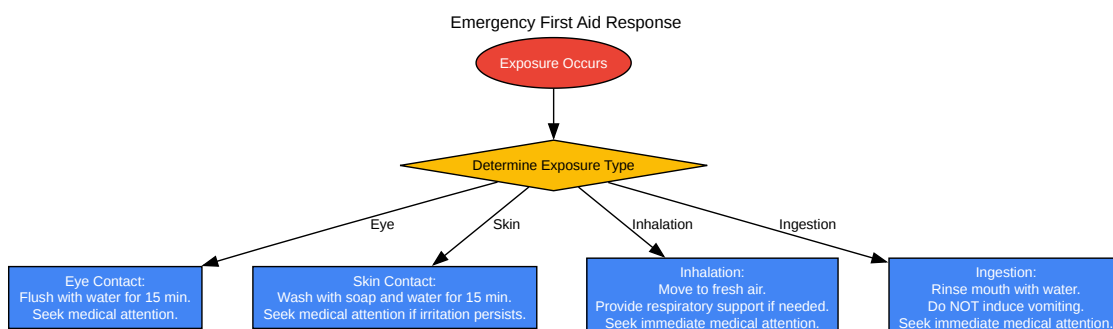 Emergency First Aid Response
Exposure Occurs
Determine Exposure Type
Eye
Skin
Inhalation
Ingestion
Eye Contact:
Flush with water for 15 min.
Seek medical attention.
Skin Contact:
Wash with soap and water for 15 min.
Seek medical attention if irritation persists.
Inhalation:
Move to fresh air.
Provide respiratory support if needed.
Seek immediate medical attention.
Ingestion:
Rinse mouth with water.
Do NOT induce vomiting.
Seek immediate medical attention.